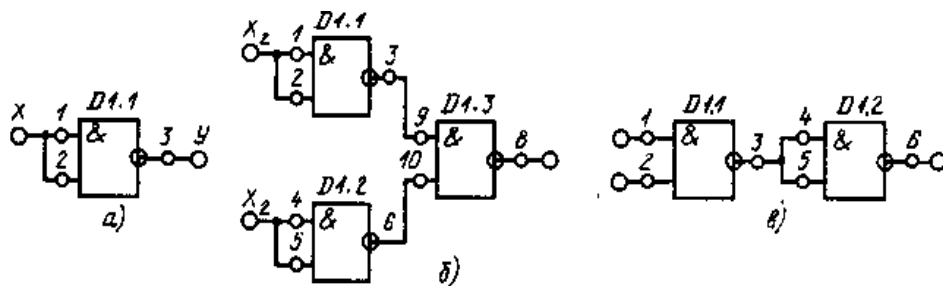 X 1 2 & D1.1 3 У
а)
X2 1 2 & D1.1 3
X2 4 5 & D1.2 6
9 10 & D1.3 8
б)
1 2 & D1.1 3
4 5 & D1.2 6
в)